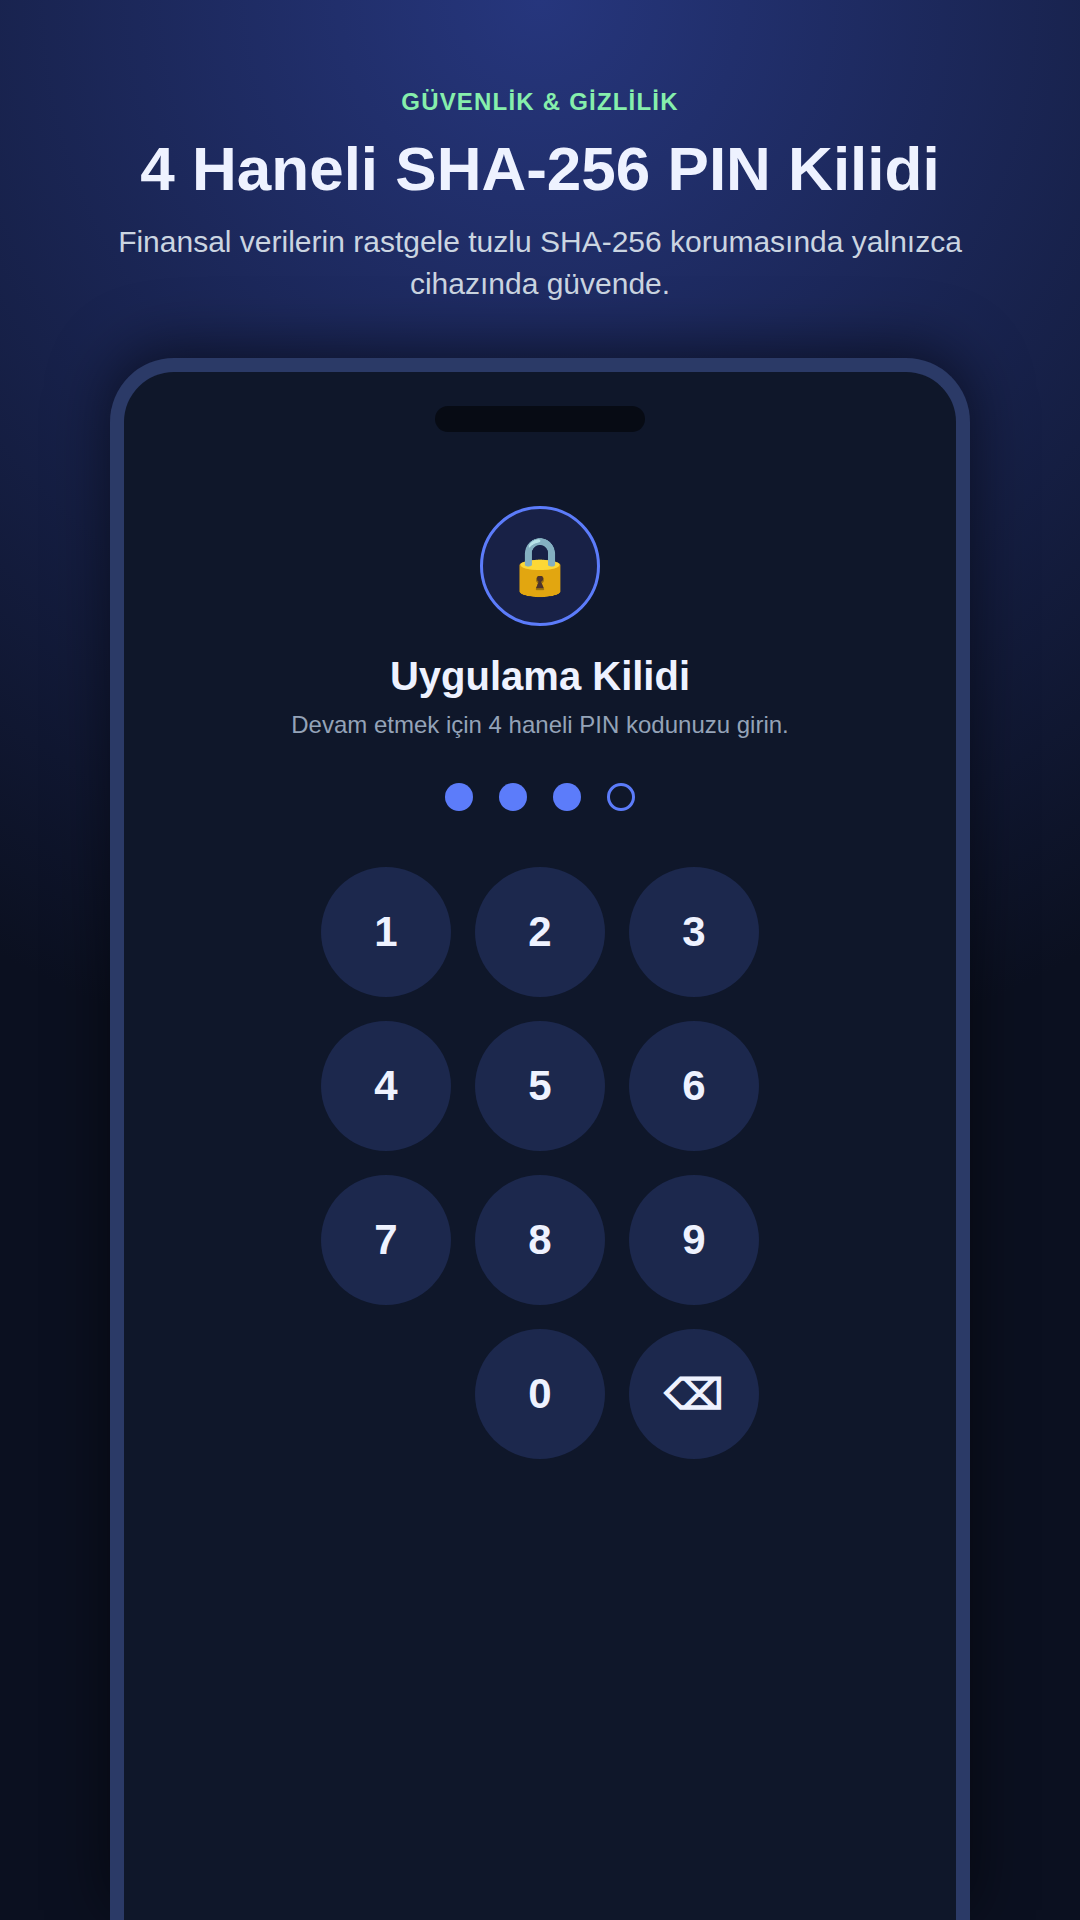 GÜVENLİK & GİZLİLİK
4 Haneli SHA-256 PIN Kilidi
Finansal verilerin rastgele tuzlu SHA-256 korumasında yalnızca
cihazında güvende.
Uygulama Kilidi
Devam etmek için 4 haneli PIN kodunuzu girin.
1 2 3
4 5 6
7 8 9
0 ⌫